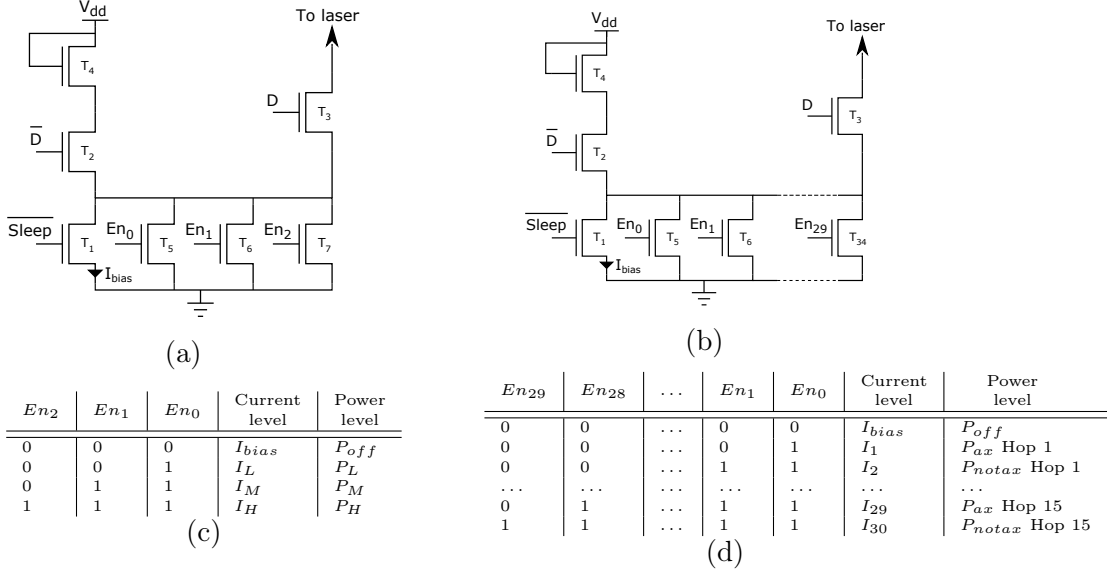 V_dd To laser
T_4
D T_3
D̅ T_2
S̅l̅e̅e̅p̅ T_1 En_0 T_5 En_1 T_6 En_2 T_7
I_bias
(a)
V_dd To laser
T_4
D T_3
D̅ T_2
S̅l̅e̅e̅p̅ T_1 En_0 T_5 En_1 T_6 En_29 T_34
I_bias
(b)
En_2 En_1 En_0 Current level Power level
0 0 0 I_bias P_off
0 0 1 I_L P_L
0 1 1 I_M P_M
1 1 1 I_H P_H
(c)
En_29 En_28 ... En_1 En_0 Current level Power level
0 0 ... 0 0 I_bias P_off
0 0 ... 0 1 I_1 P_ax Hop 1
0 0 ... 1 1 I_2 P_notax Hop 1
... ... ... ... ... ... ...
0 1 ... 1 1 I_29 P_ax Hop 15
1 1 ... 1 1 I_30 P_notax Hop 15
(d)